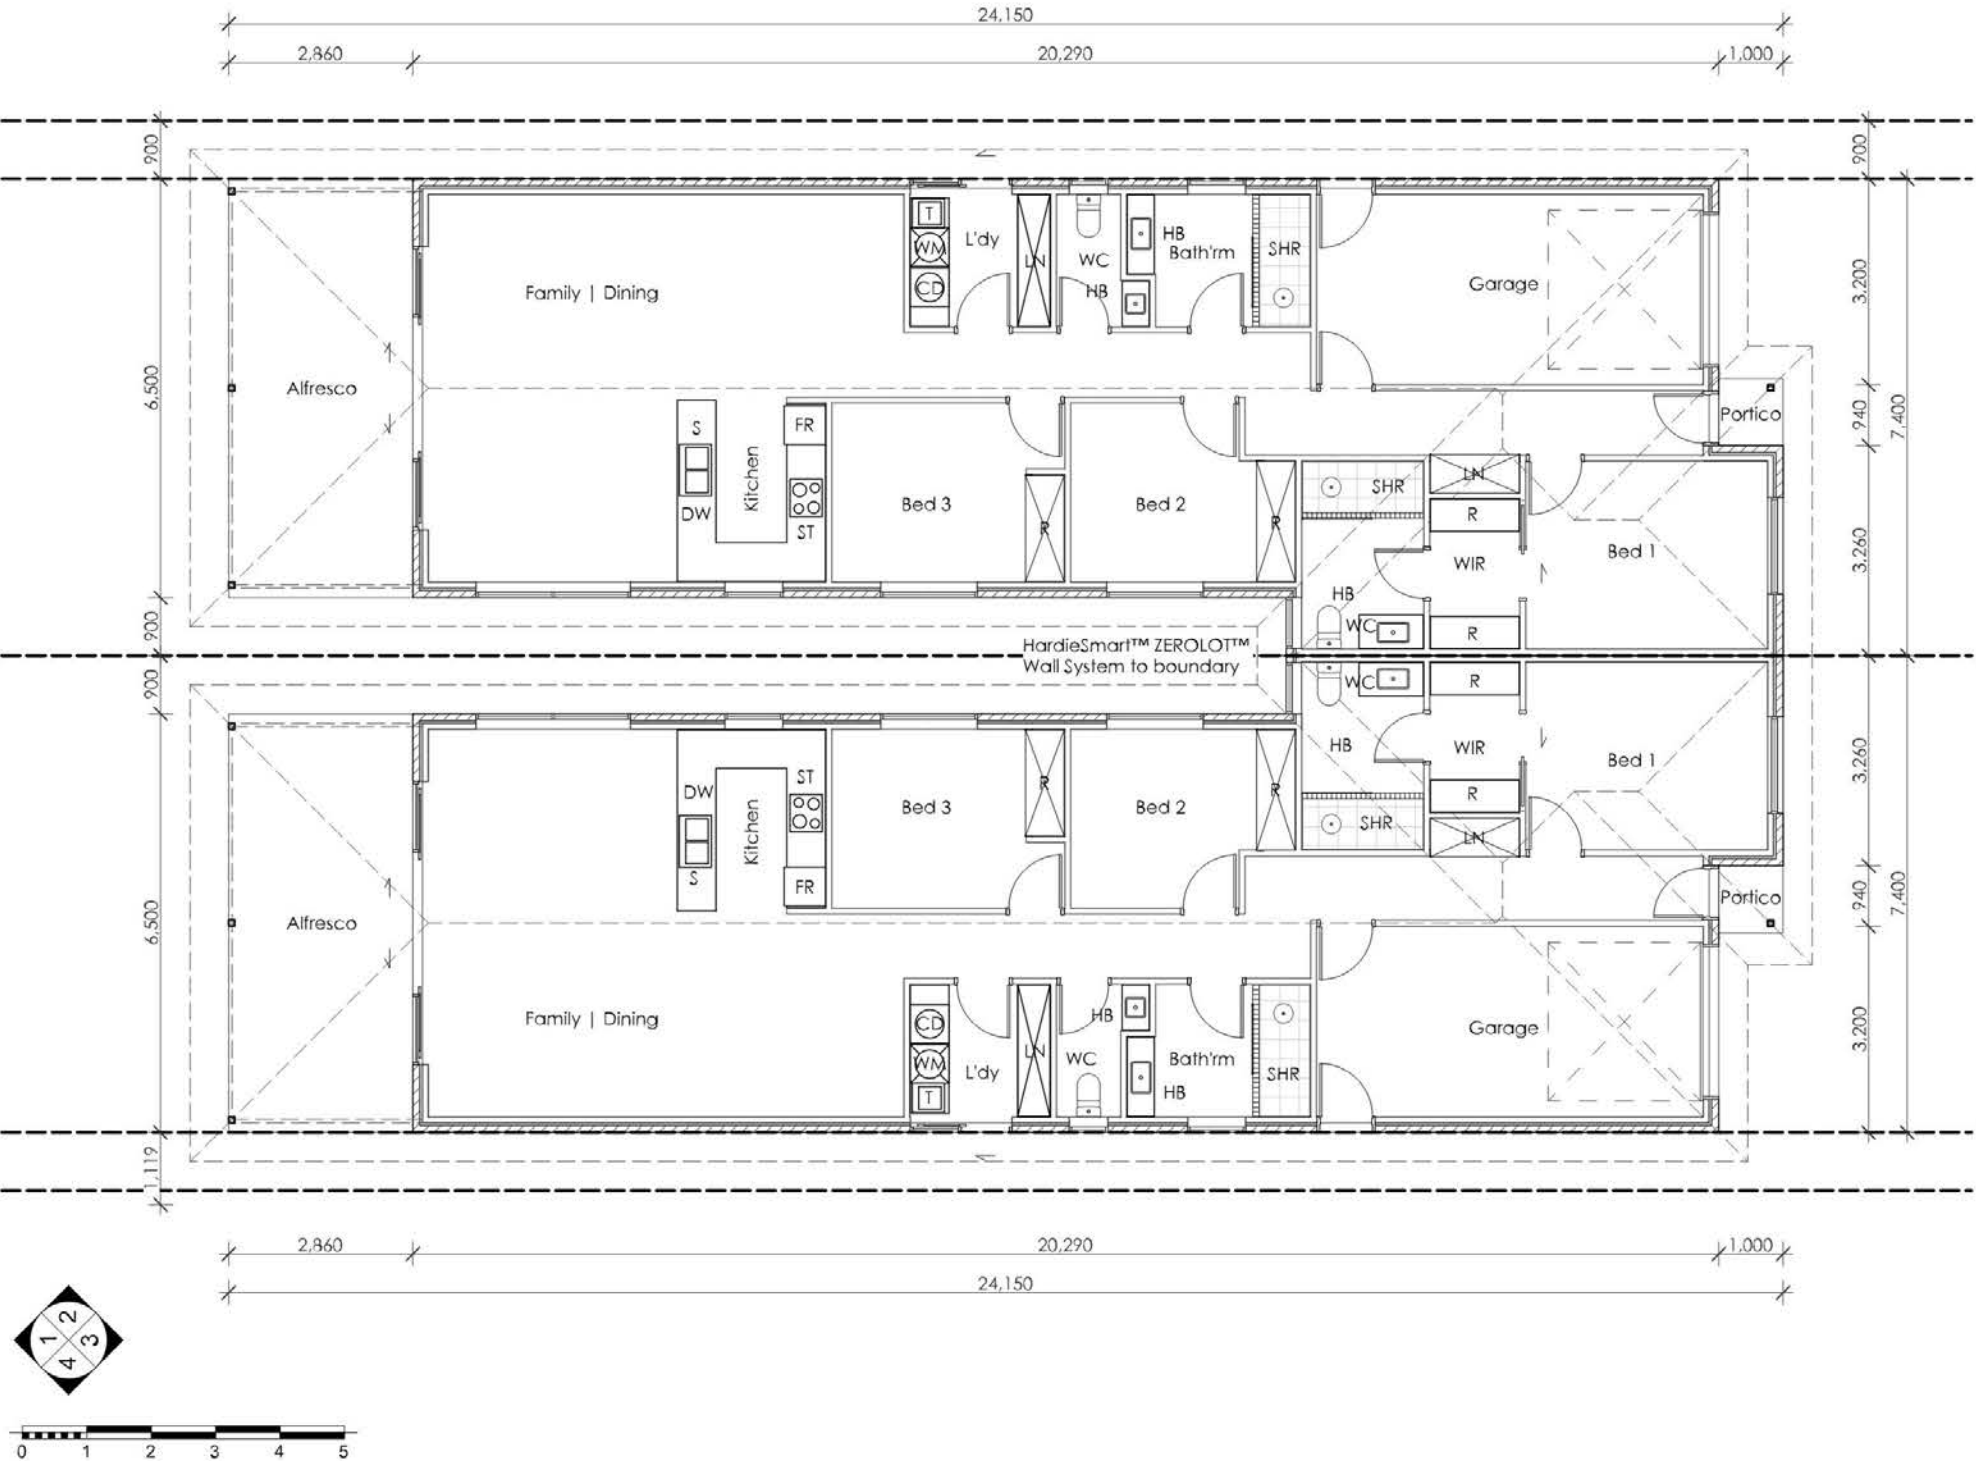 24,150
2,860 20,290 1,000
900 900
T
WM L'dy LN WC HB Bath'rm SHR
CD HB
Family | Dining Garage
3,200
Alfresco
6,500
S FR Portico 940 7,400
Kitchen
DW ST
Bed 3 R Bed 2 R
SHR LN
R
WIR Bed 1 3,260
HB
WC R
900
HardieSmart™ ZEROLOT™
Wall System to boundary
900
WC R
HB WIR Bed 1 3,260
R
SHR LN
DW ST
Kitchen
S FR
Bed 3 R Bed 2 R
Portico 940 7,400
Alfresco
6,500
Family | Dining Garage
3,200
CD HB
WM L'dy LN WC Bath'rm SHR
T HB
1,119
2,860 20,290 1,000
24,150
1 2 3 4
0 1 2 3 4 5